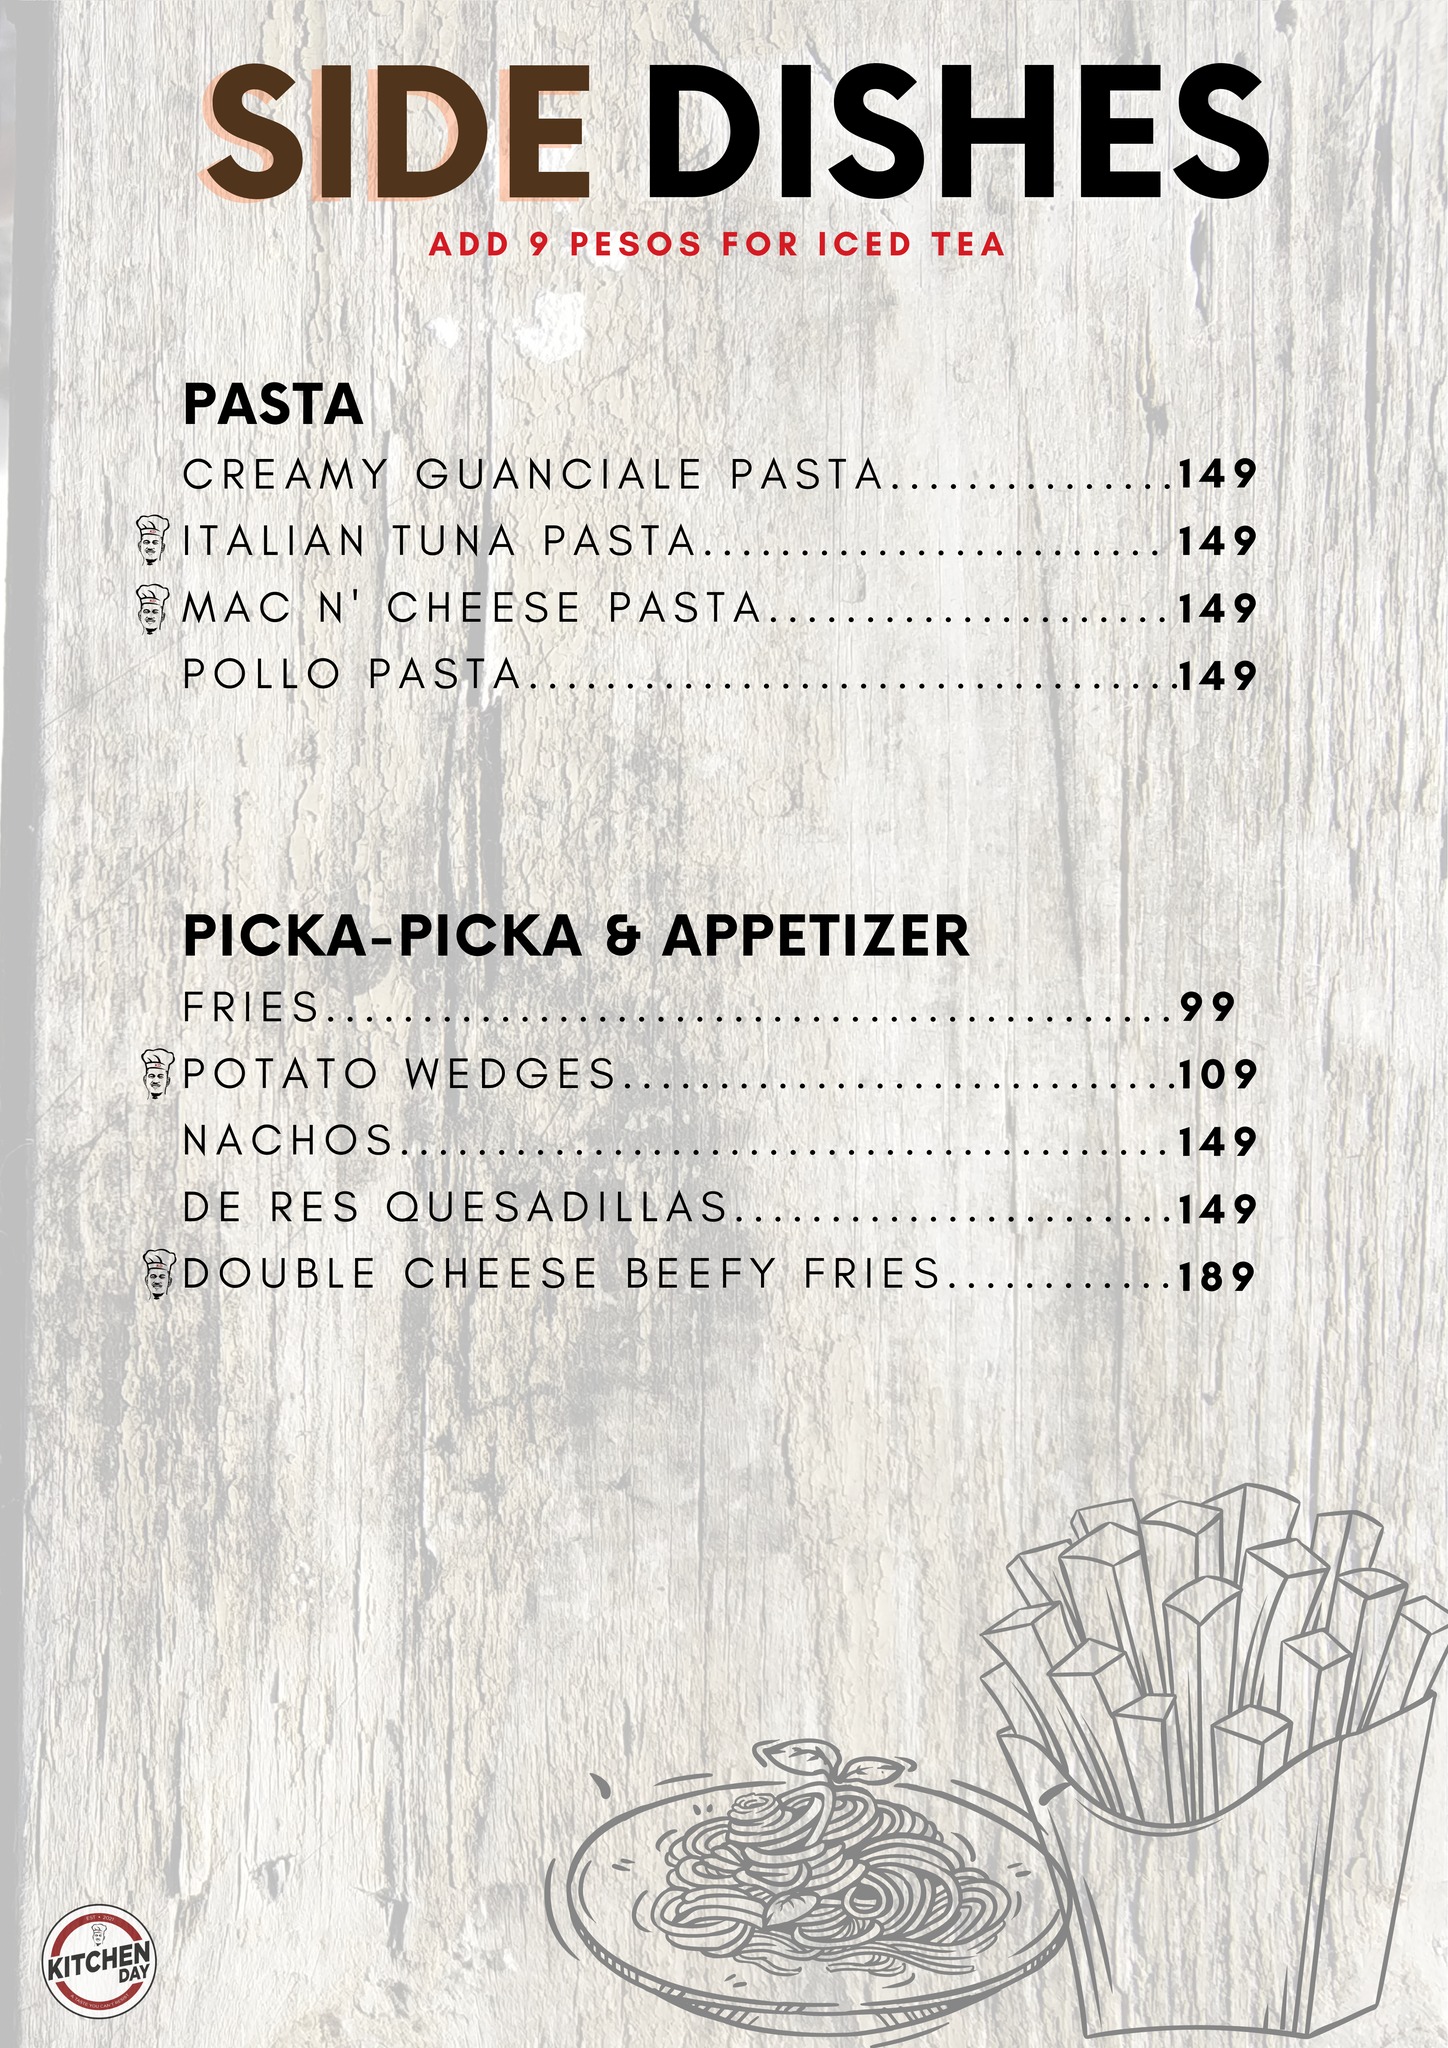 SIDE DISHES
ADD 9 PESOS FOR ICED TEA
PASTA
CREAMY GUANCIALE PASTA...............149
ITALIAN TUNA PASTA........................ 149
MAC N' CHEESE PASTA.....................149
POLLO PASTA..................................149
PICKA-PICKA & APPETIZER
FRIES............................................99
POTATO WEDGES.............................109
NACHOS........................................149
DE RES QUESADILLAS.......................149
DOUBLE CHEESE BEEFY FRIES............189
EST • 2021
KITCHEN
DAY